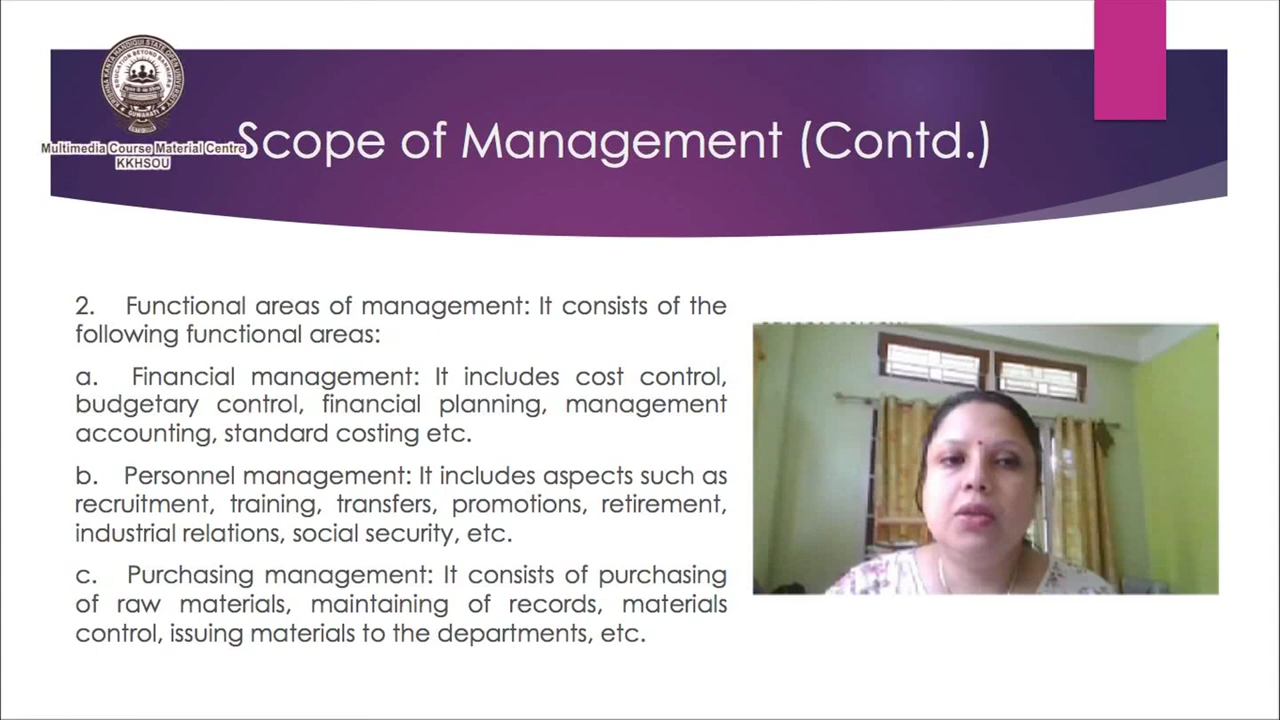 Multimedia Course Material Centre
KKHSOU
Scope of Management (Contd.)
2. Functional areas of management: It consists of the
following functional areas:
a. Financial management: It includes cost control,
budgetary control, financial planning, management
accounting, standard costing etc.
b. Personnel management: It includes aspects such as
recruitment, training, transfers, promotions, retirement,
industrial relations, social security, etc.
c. Purchasing management: It consists of purchasing
of raw materials, maintaining of records, materials
control, issuing materials to the departments, etc.